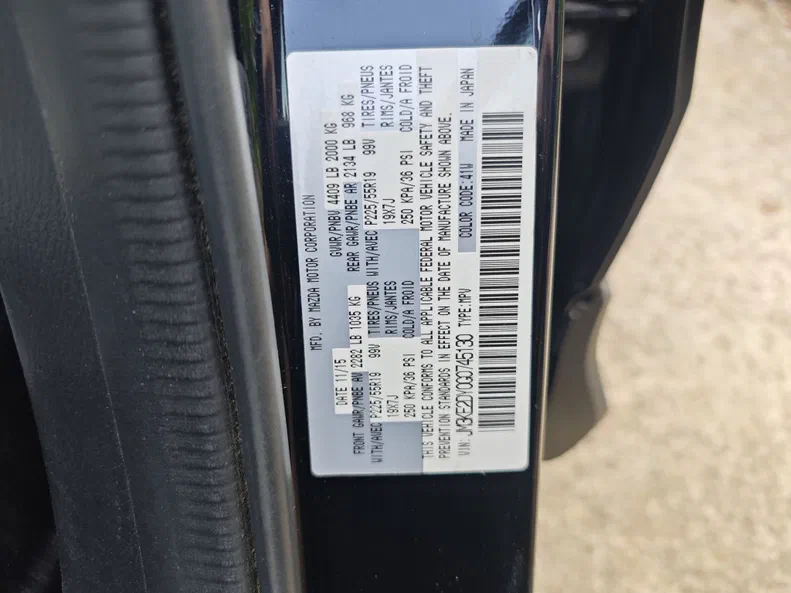 MFD. BY MAZDA MOTOR CORPORATION
DATE 11/15 GVWR/PNBV 4409 LB 2000 KG
FRONT GAWR/PNBE AV 2282 LB 1035 KG REAR GAWR/PNBE AR 2134 LB 968 KG
WITH/AVEC P225/55R19 99V TIRES/PNEUS WITH/AVEC P225/55R19 99V TIRES/PNEUS
19X7J RIMS/JANTES 19X7J RIMS/JANTES
250 KPA/36 PSI COLD/A FROID 250 KPA/36 PSI COLD/A FROID
THIS VEHICLE CONFORMS TO ALL APPLICABLE FEDERAL MOTOR VEHICLE SAFETY AND THEFT
PREVENTION STANDARDS IN EFFECT ON THE DATE OF MANUFACTURE SHOWN ABOVE.
VIN: JM3KE2DY0G0745130 TYPE:MPV COLOR CODE:41W MADE IN JAPAN